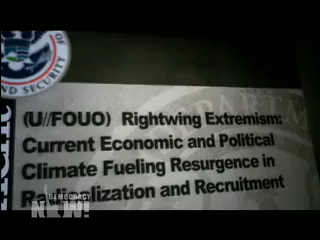 (U//FOUO) Rightwing Extremism:
Current Economic and Political
Climate Fueling Resurgence in
Radicalization and Recruitment
DEMOCRACY
NOW!